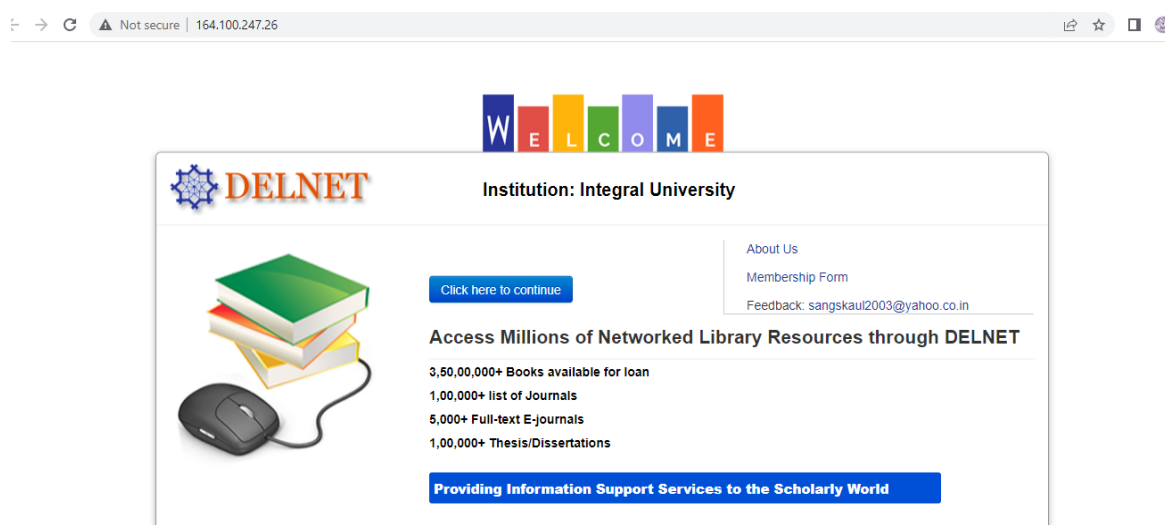 Not secure | 164.100.247.26
WELCOME
DELNET
Institution: Integral University
About Us
Click here to continue
Membership Form
Feedback: sangskaul2003@yahoo.co.in
Access Millions of Networked Library Resources through DELNET
3,50,00,000+ Books available for loan
1,00,000+ list of Journals
5,000+ Full-text E-journals
1,00,000+ Thesis/Dissertations
Providing Information Support Services to the Scholarly World